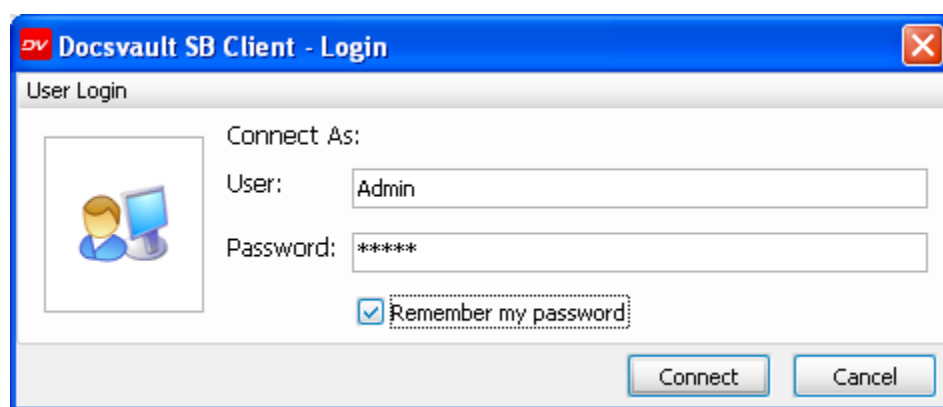 DV Docsvault SB Client - Login
User Login
Connect As:
User: Admin
Password: *****
Remember my password
Connect Cancel